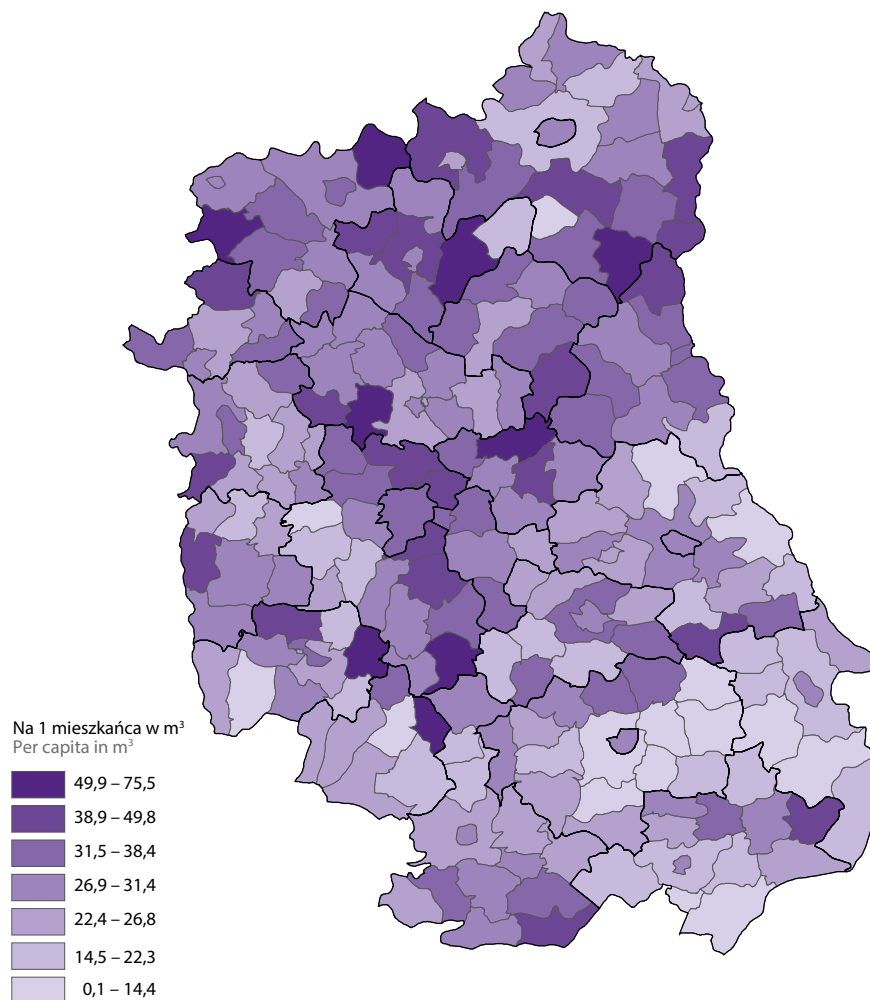 Na 1 mieszkańca w m³
Per capita in m³
49,9 – 75,5
38,9 – 49,8
31,5 – 38,4
26,9 – 31,4
22,4 – 26,8
14,5 – 22,3
0,1 – 14,4